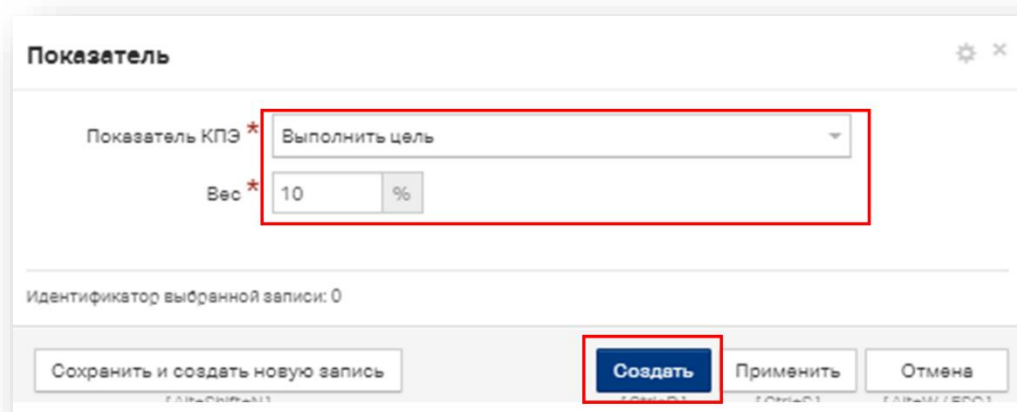 Показатель
Показатель КПЭ * Выполнить цель
Вес * 10 %
Идентификатор выбранной записи: 0
Сохранить и создать новую запись Создать Применить Отмена